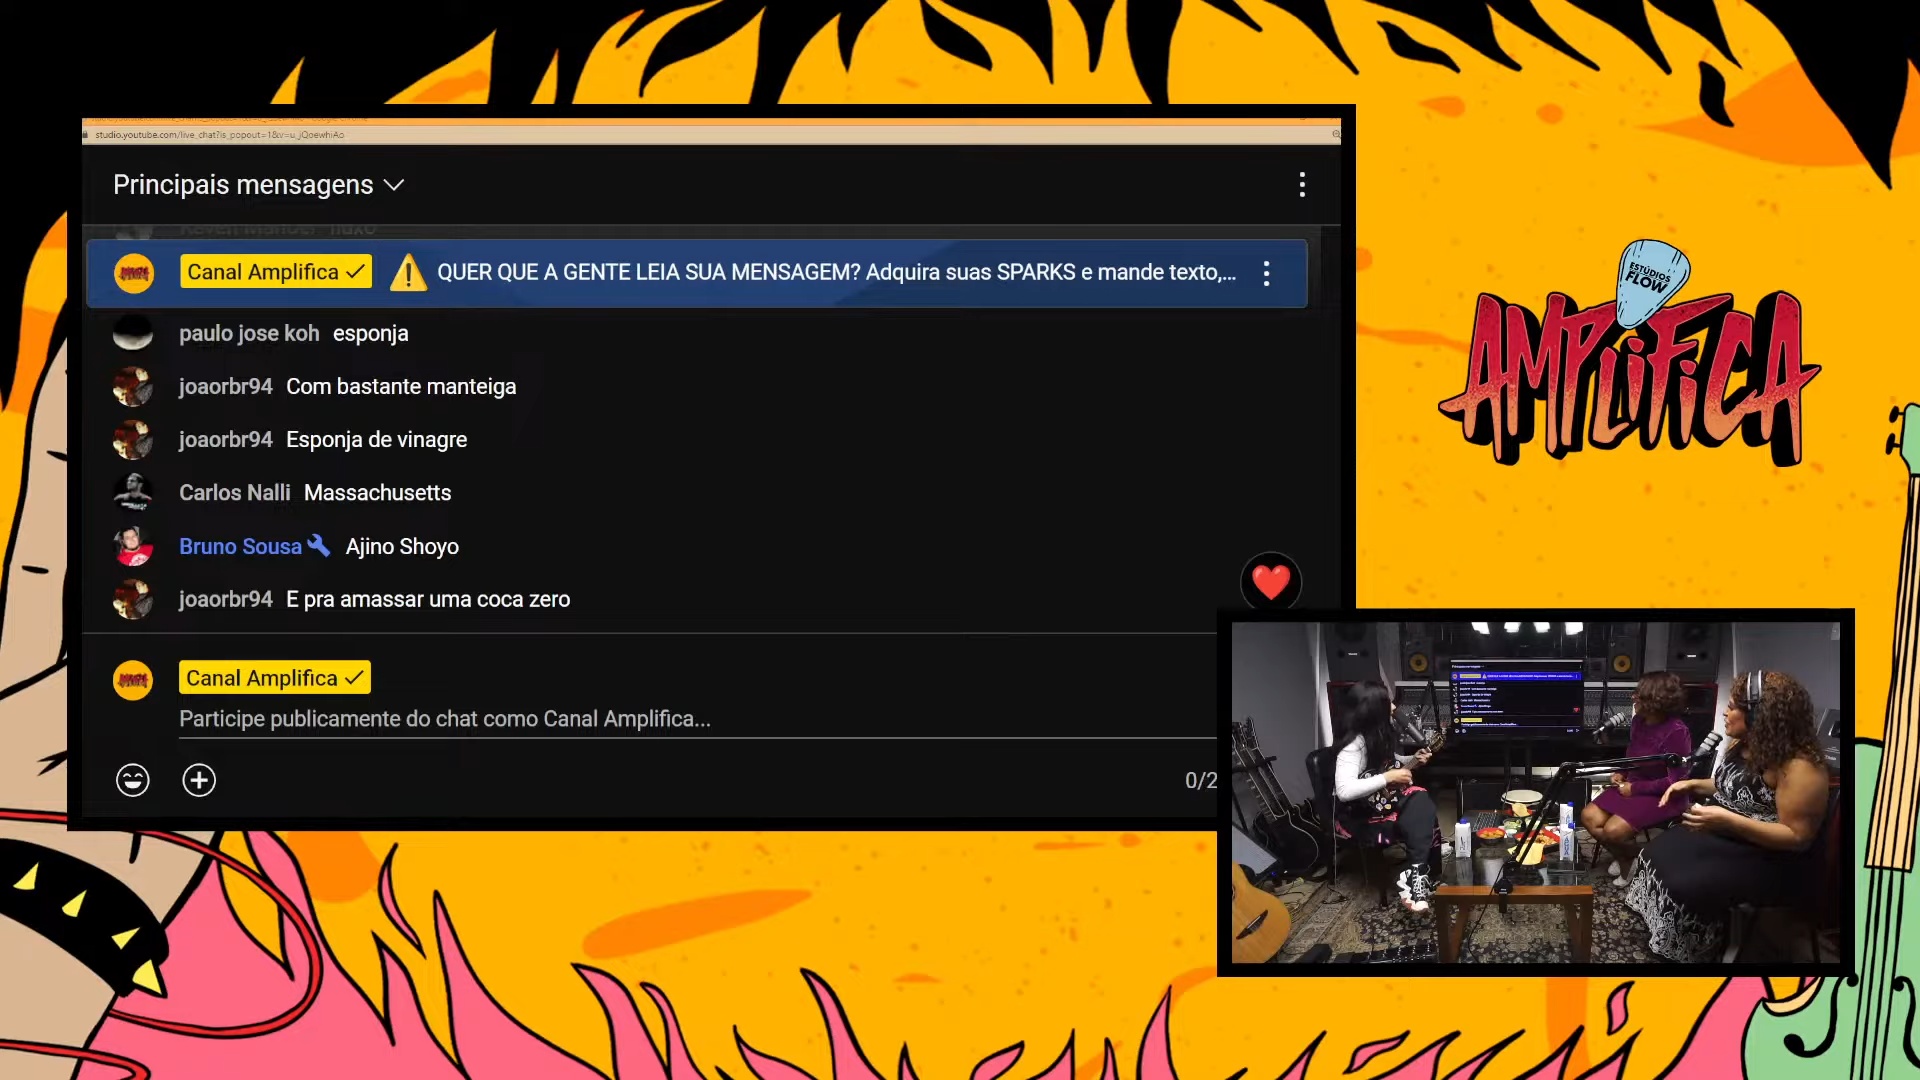 studio.youtube.com/live_chat?is_popout=1&v=u_jQoewhiAo
Principais mensagens
Canal Amplifica QUER QUE A GENTE LEIA SUA MENSAGEM? Adquira suas SPARKS e mande texto,...
paulo jose koh esponja
joaorbr94 Com bastante manteiga
joaorbr94 Esponja de vinagre
Carlos Nalli Massachusetts
Bruno Sousa Ajino Shoyo
joaorbr94 E pra amassar uma coca zero
Canal Amplifica
Participe publicamente do chat como Canal Amplifica...
0/2
ESTÚDIOS
FLOW
AMPLIFICA